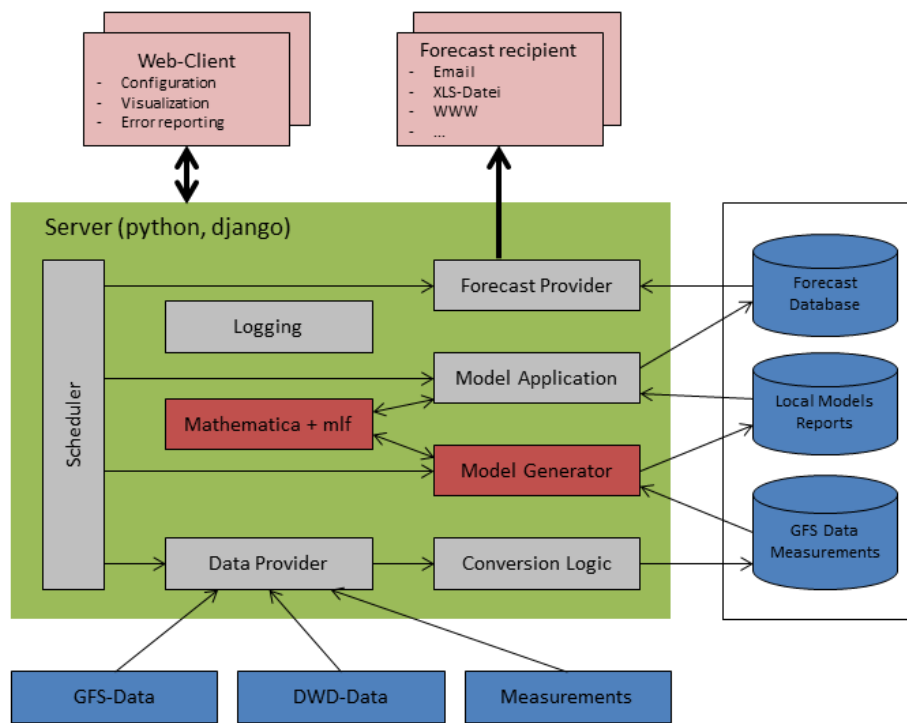 Web-Client
- Configuration
- Visualization
- Error reporting
Forecast recipient
- Email
- XLS-Datei
- WWW
- ...
Server (python, django)
Scheduler
Forecast Provider
Logging
Model Application
Mathematica + mlf
Model Generator
Data Provider
Conversion Logic
Forecast
Database
Local Models
Reports
GFS Data
Measurements
GFS-Data
DWD-Data
Measurements